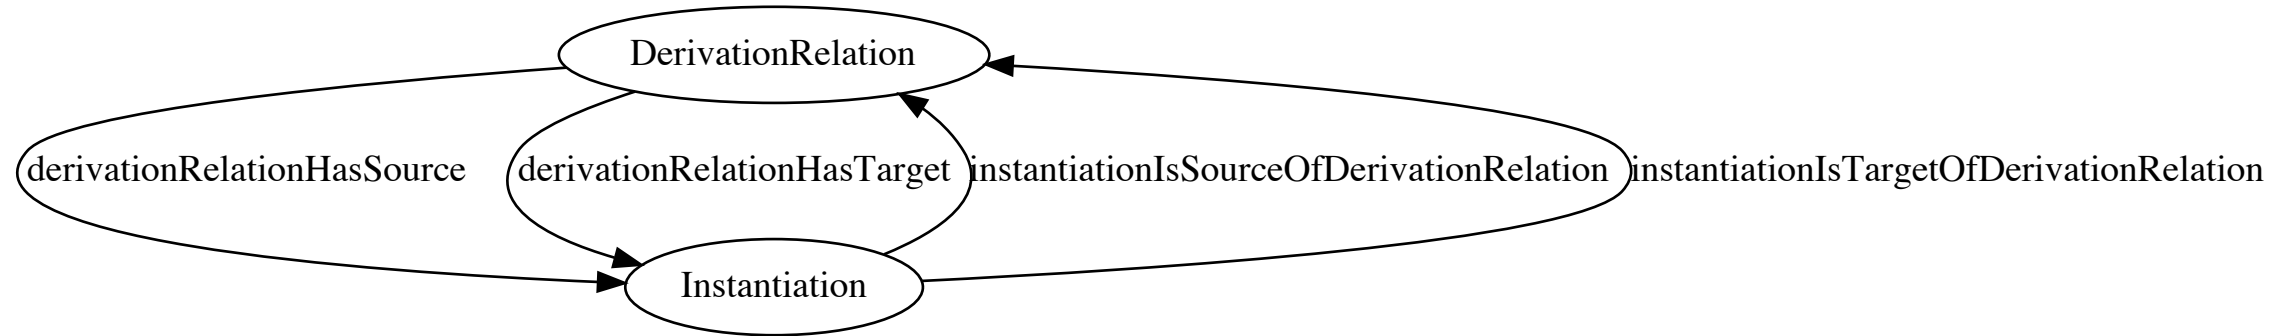 DerivationRelation
derivationRelationHasSource
derivationRelationHasTarget
instantiationIsSourceOfDerivationRelation
instantiationIsTargetOfDerivationRelation
Instantiation